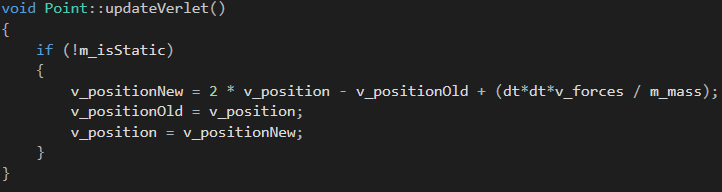 void Point::updateVerlet()
{
    if (!m_isStatic)
    {
        v_positionNew = 2 * v_position - v_positionOld + (dt*dt*v_forces / m_mass);
        v_positionOld = v_position;
        v_position = v_positionNew;
    }
}